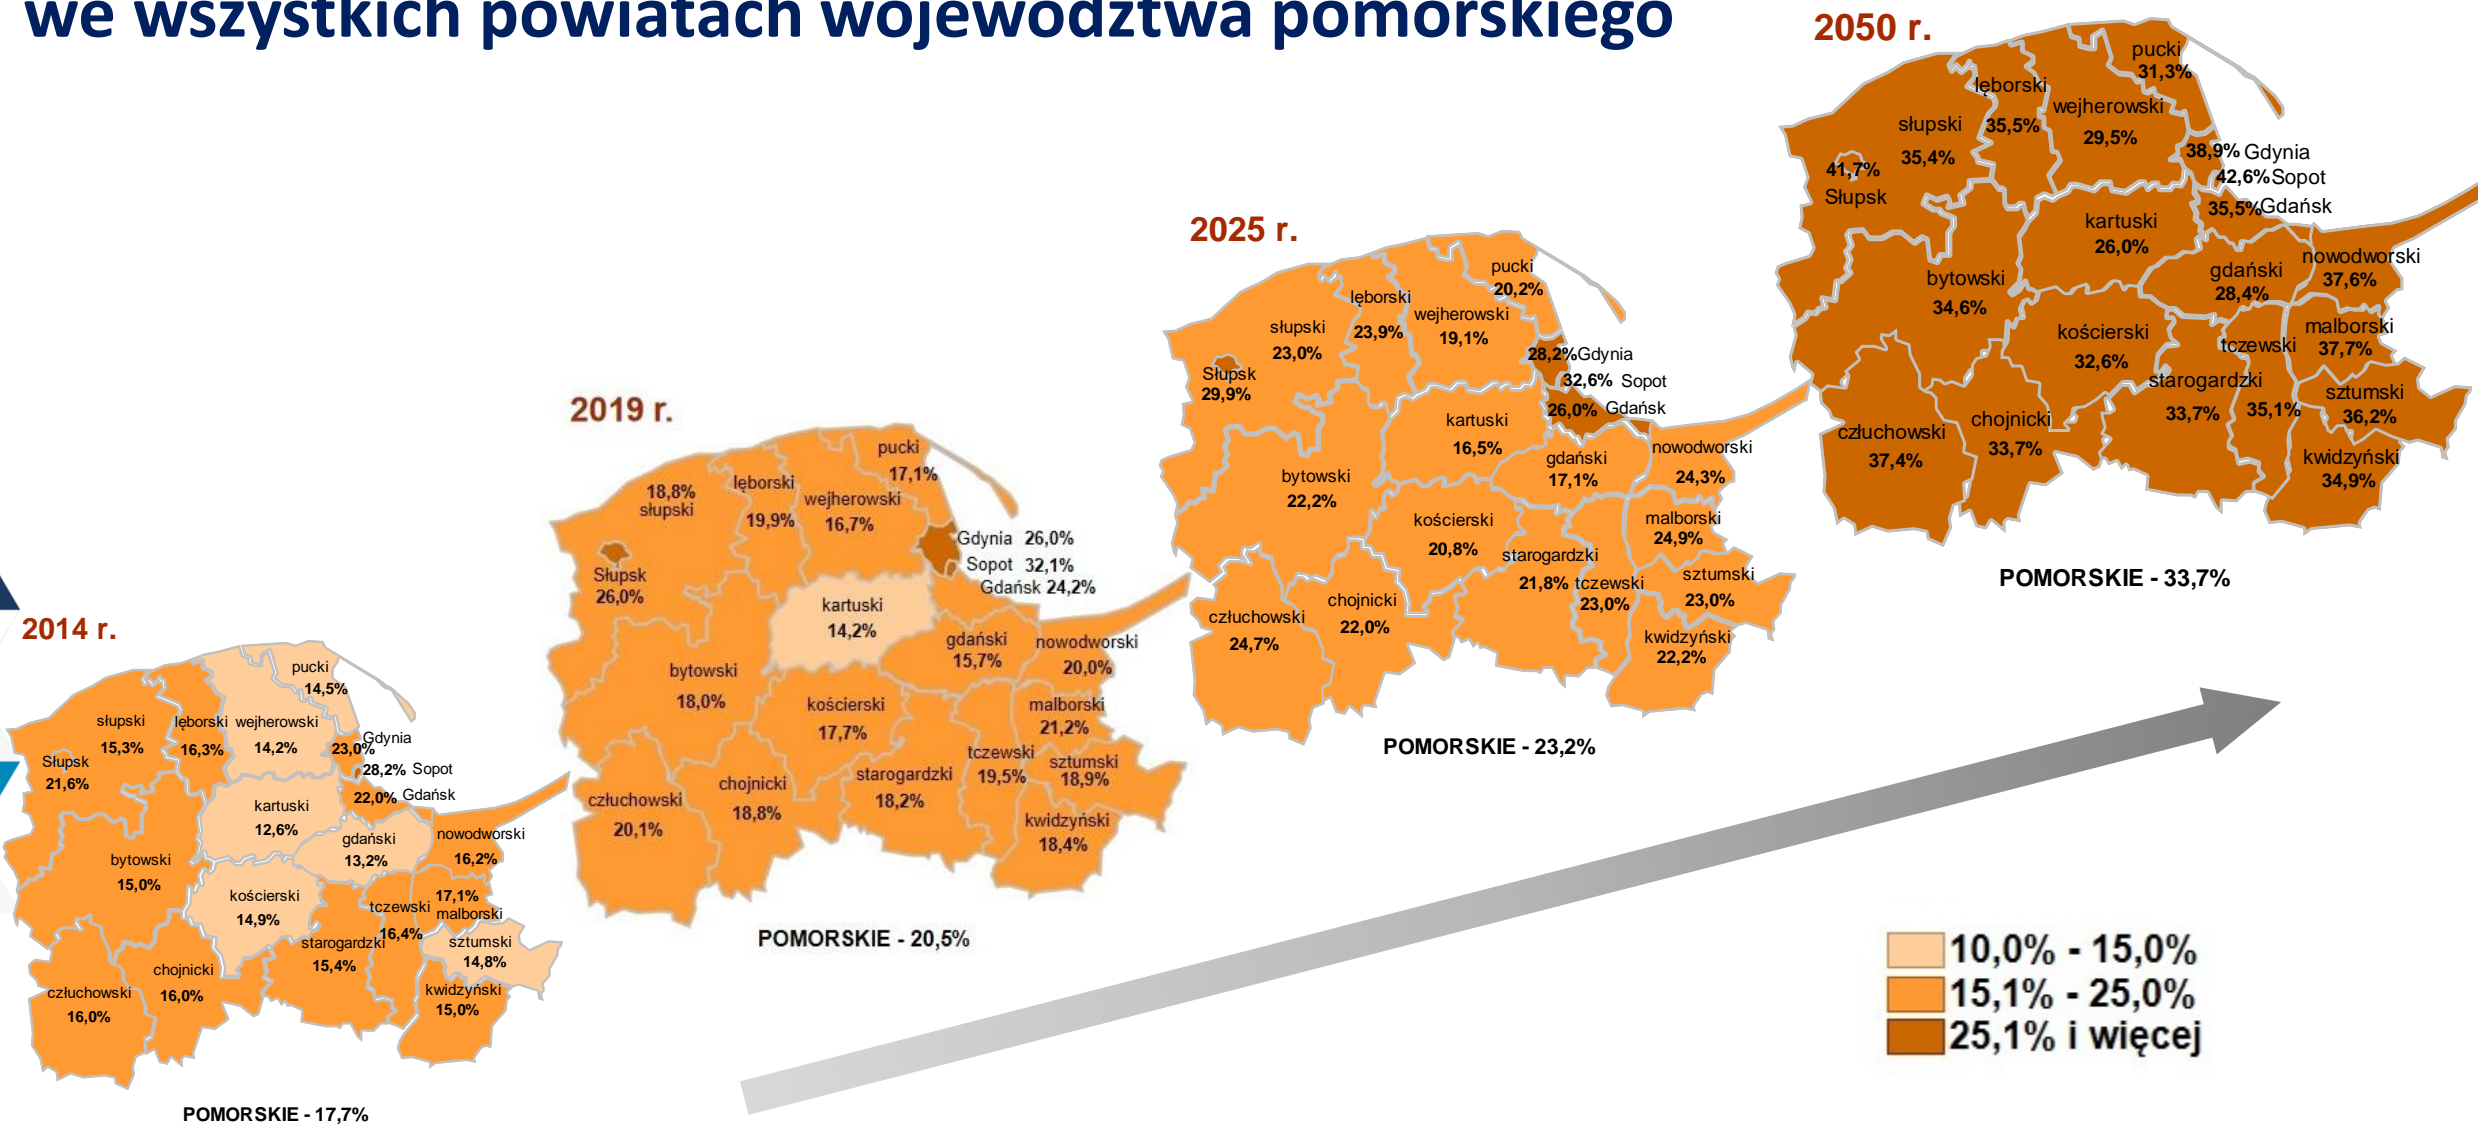 we wszystkich powiatach województwa pomorskiego
2014 r.
pucki
14,5%
słupski
15,3%
lęborski
16,3%
wejherowski
14,2%
Gdynia
23,0%
Słupsk
21,6%
28,2% Sopot
22,0% Gdańsk
kartuski
12,6%
gdański
13,2%
nowodworski
16,2%
bytowski
15,0%
kościerski
14,9%
17,1%
malborski
tczewski
16,4%
starogardzki
15,4%
sztumski
14,8%
chojnicki
16,0%
człuchowski
16,0%
kwidzyński
15,0%
POMORSKIE - 17,7%
2019 r.
pucki
17,1%
18,8%
słupski
lęborski
19,9%
wejherowski
16,7%
Gdynia 26,0%
Sopot 32,1%
Gdańsk 24,2%
Słupsk
26,0%
kartuski
14,2%
gdański
15,7%
nowodworski
20,0%
bytowski
18,0%
kościerski
17,7%
malborski
21,2%
tczewski
19,5%
sztumski
18,9%
starogardzki
18,2%
chojnicki
18,8%
człuchowski
20,1%
kwidzyński
18,4%
POMORSKIE - 20,5%
2025 r.
pucki
20,2%
lęborski
23,9%
wejherowski
19,1%
słupski
23,0%
28,2% Gdynia
32,6% Sopot
26,0% Gdańsk
Słupsk
29,9%
kartuski
16,5%
gdański
17,1%
nowodworski
24,3%
bytowski
22,2%
kościerski
20,8%
malborski
24,9%
starogardzki
21,8%
tczewski
23,0%
sztumski
23,0%
chojnicki
22,0%
człuchowski
24,7%
kwidzyński
22,2%
POMORSKIE - 23,2%
2050 r.
pucki
31,3%
lęborski
35,5%
wejherowski
29,5%
słupski
35,4%
38,9% Gdynia
42,6% Sopot
35,5% Gdańsk
41,7%
Słupsk
kartuski
26,0%
gdański
28,4%
nowodworski
37,6%
bytowski
34,6%
kościerski
32,6%
malborski
37,7%
tczewski
35,1%
starogardzki
33,7%
sztumski
36,2%
chojnicki
33,7%
człuchowski
37,4%
kwidzyński
34,9%
POMORSKIE - 33,7%
10,0% - 15,0%
15,1% - 25,0%
25,1% i więcej